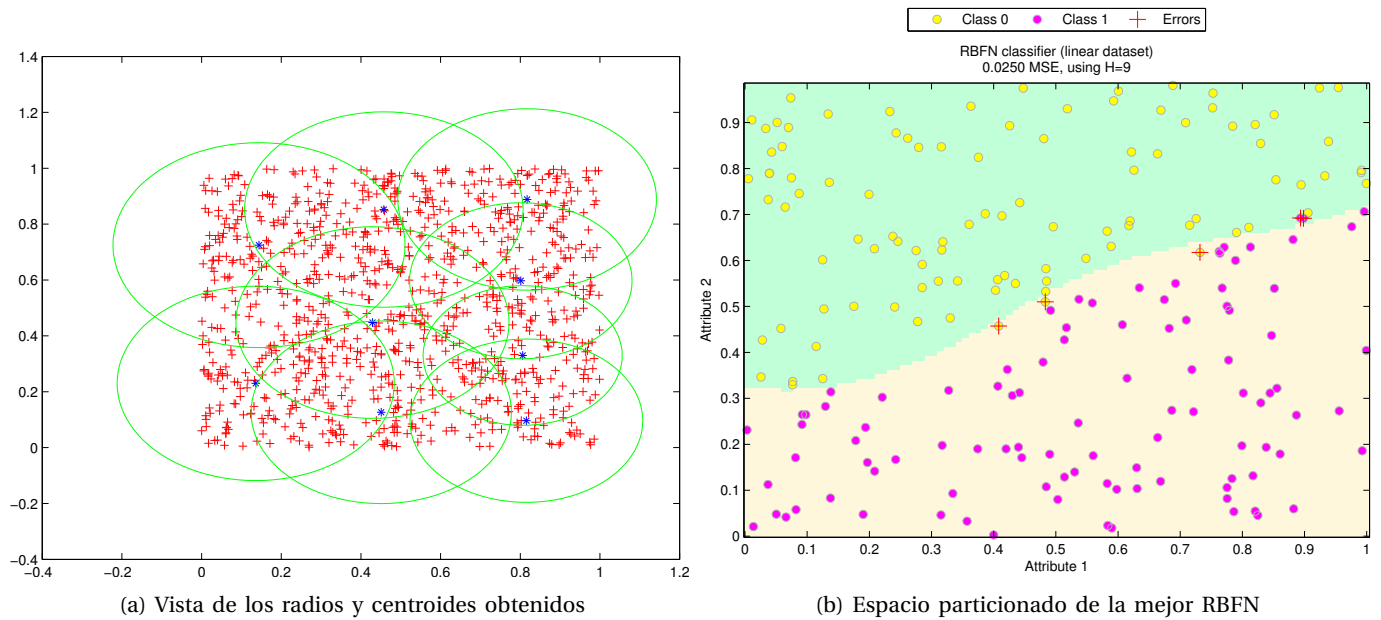 Class 0 Class 1 Errors
RBFN classifier (linear dataset)
0.0250 MSE, using H=9
1.4
1.2
1
0.8
0.6
0.4
0.2
0
−0.2
−0.4
−0.4 −0.2 0 0.2 0.4 0.6 0.8 1 1.2
(a) Vista de los radios y centroides obtenidos
Attribute 2
0.9
0.8
0.7
0.6
0.5
0.4
0.3
0.2
0.1
0
0 0.1 0.2 0.3 0.4 0.5 0.6 0.7 0.8 0.9 1
Attribute 1
(b) Espacio particionado de la mejor RBFN